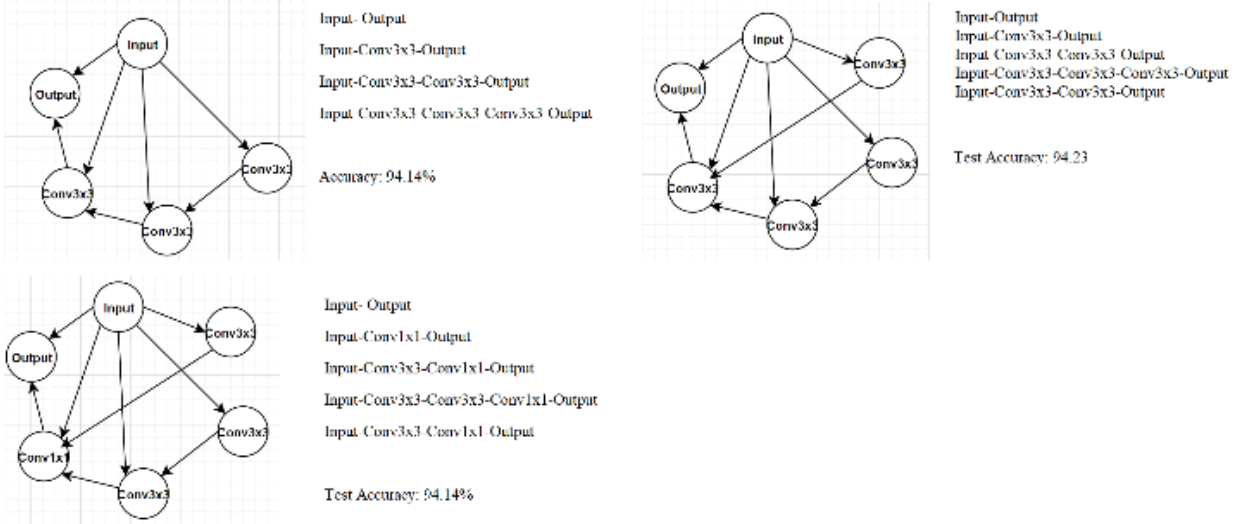 Input
Output
Conv3x3
Conv3x3
Conv3x3
Input- Output
Input-Conv3x3-Output
Input-Conv3x3-Conv3x3-Output
Input Conv3x3 Conv3x3 Conv3x3 Output
Accuracy: 94.14%
Input
Conv3x3
Output
Conv3x3
Conv3x3
Conv3x3
Input-Output
Input-Conv3x3-Output
Input Conv3x3 Conv3x3 Output
Input-Conv3x3-Conv3x3-Conv3x3-Output
Input-Conv3x3-Conv3x3-Output
Test Accuracy: 94.23
Input
Conv3x3
Output
Conv3x3
Conv1x1
Conv3x3
Input- Output
Input-Conv1x1-Output
Input-Conv3x3-Conv1x1-Output
Input-Conv3x3-Conv3x3-Conv1x1-Output
Input-Conv3x3-Conv1x1-Output
Test Accuracy: 94.14%